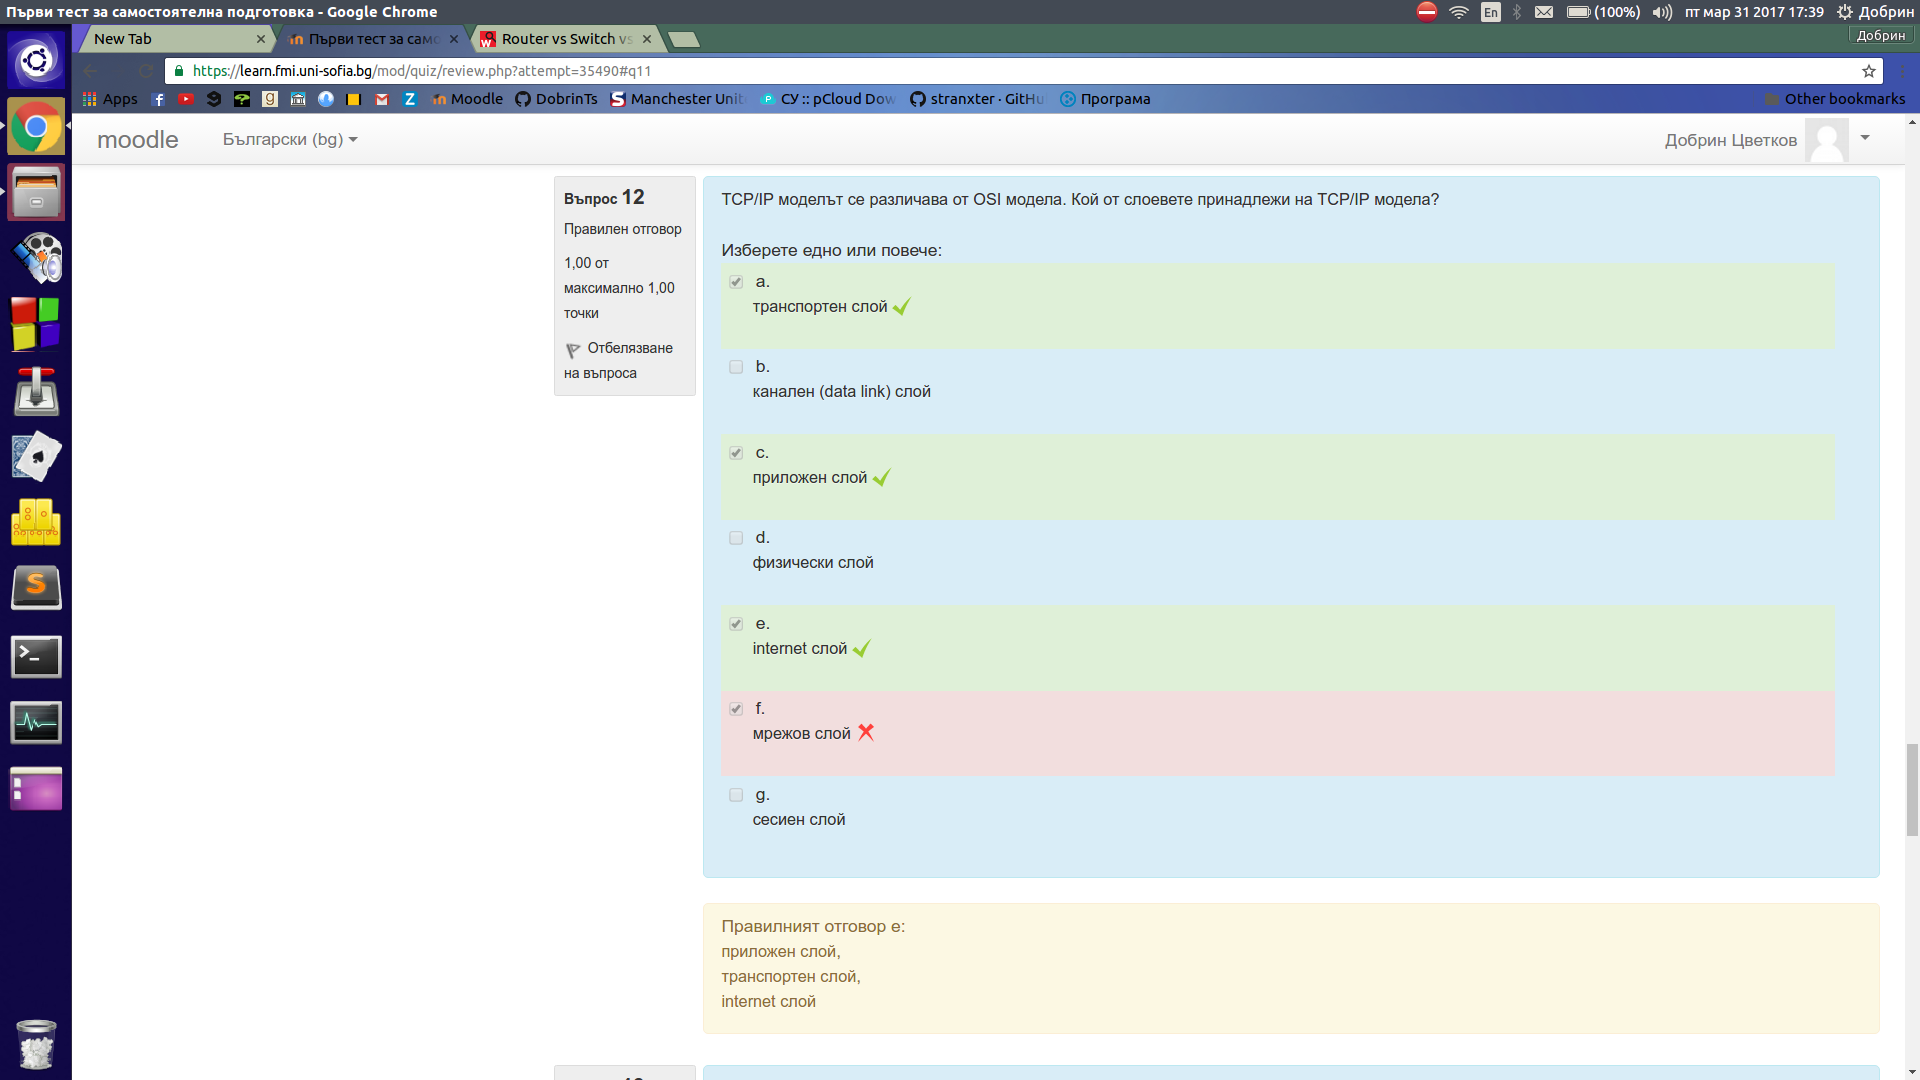 Първи тест за самостоятелна подготовка - Google Chrome
En
(100%)
пт мар 31 2017 17:39
Добрин
New Tab
Първи тест за само
Router vs Switch vs
Добрин
https://learn.fmi.uni-sofia.bg/mod/quiz/review.php?attempt=35490#q11
Apps
Moodle
DobrinTs
Manchester Unit
СУ :: pCloud Dow
stranxter · GitHu
Програма
Other bookmarks
moodle
Български (bg)
Добрин Цветков
Въпрос 12
Правилен отговор
1,00 от
максимално 1,00
точки
Отбелязване
на въпроса
TCP/IP моделът се различава от OSI модела. Кой от слоевете принадлежи на TCP/IP модела?
Изберете едно или повече:
a.
транспортен слой
b.
канален (data link) слой
c.
приложен слой
d.
физически слой
e.
internet слой
f.
мрежов слой
g.
сесиен слой
Правилният отговор е:
приложен слой,
транспортен слой,
internet слой